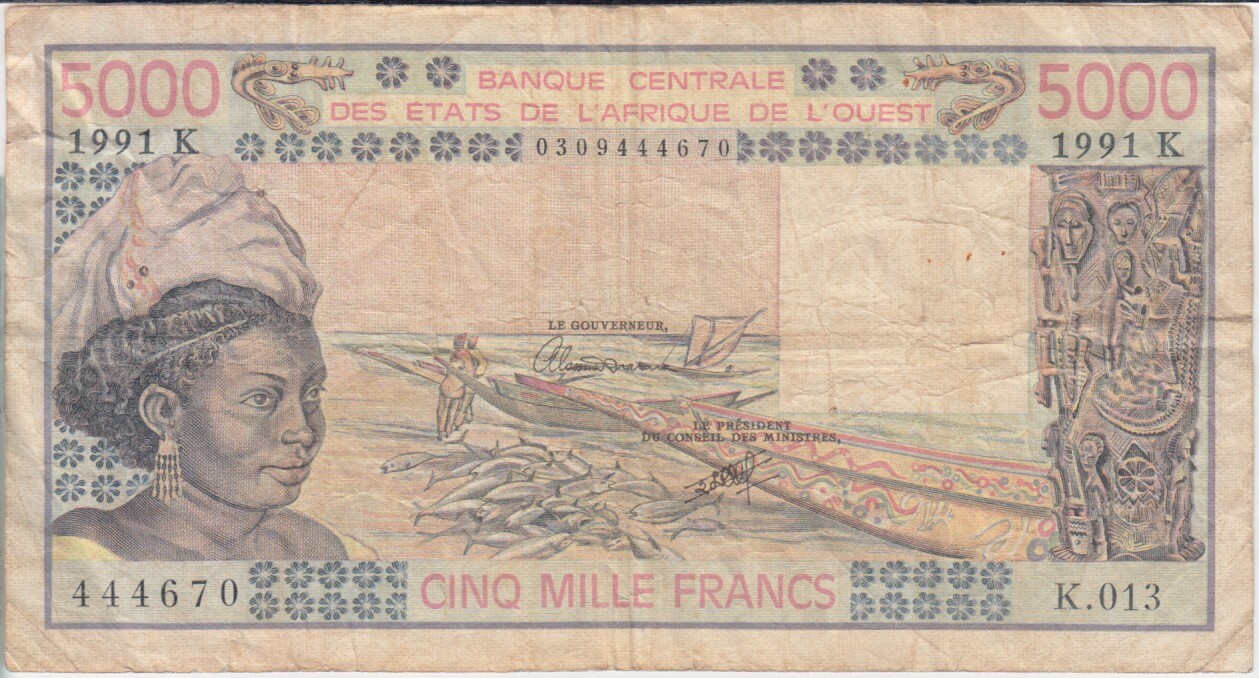 5000
BANQUE CENTRALE
5000
DES ÉTATS DE L'AFRIQUE DE L'OUEST
1991 K
0309444670
1991 K
LE GOUVERNEUR,
LE PRÉSIDENT
DU CONSEIL DES MINISTRES,
444670
CINQ MILLE FRANCS
K.013